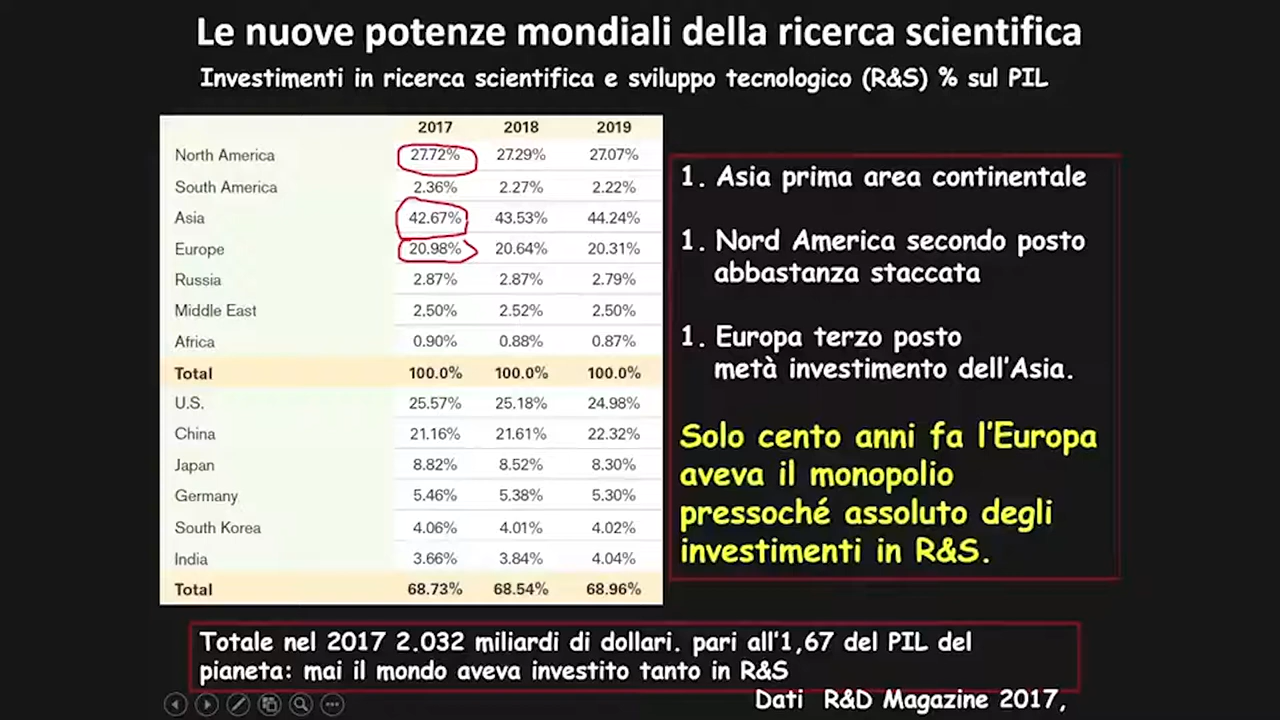 Le nuove potenze mondiali della ricerca scientifica
Investimenti in ricerca scientifica e sviluppo tecnologico (R&S) % sul PIL
2017 2018 2019
North America 27.72% 27.29% 27.07%
South America 2.36% 2.27% 2.22%
Asia 42.67% 43.53% 44.24%
Europe 20.98% 20.64% 20.31%
Russia 2.87% 2.87% 2.79%
Middle East 2.50% 2.52% 2.50%
Africa 0.90% 0.88% 0.87%
Total 100.0% 100.0% 100.0%
U.S. 25.57% 25.18% 24.98%
China 21.16% 21.61% 22.32%
Japan 8.82% 8.52% 8.30%
Germany 5.46% 5.38% 5.30%
South Korea 4.06% 4.01% 4.02%
India 3.66% 3.84% 4.04%
Total 68.73% 68.54% 68.96%
1. Asia prima area continentale
1. Nord America secondo posto
abbastanza staccata
1. Europa terzo posto
metà investimento dell'Asia.
Solo cento anni fa l'Europa
aveva il monopolio
pressoché assoluto degli
investimenti in R&S.
Totale nel 2017 2.032 miliardi di dollari. pari all'1,67 del PIL del
pianeta: mai il mondo aveva investito tanto in R&S
Dati R&D Magazine 2017,